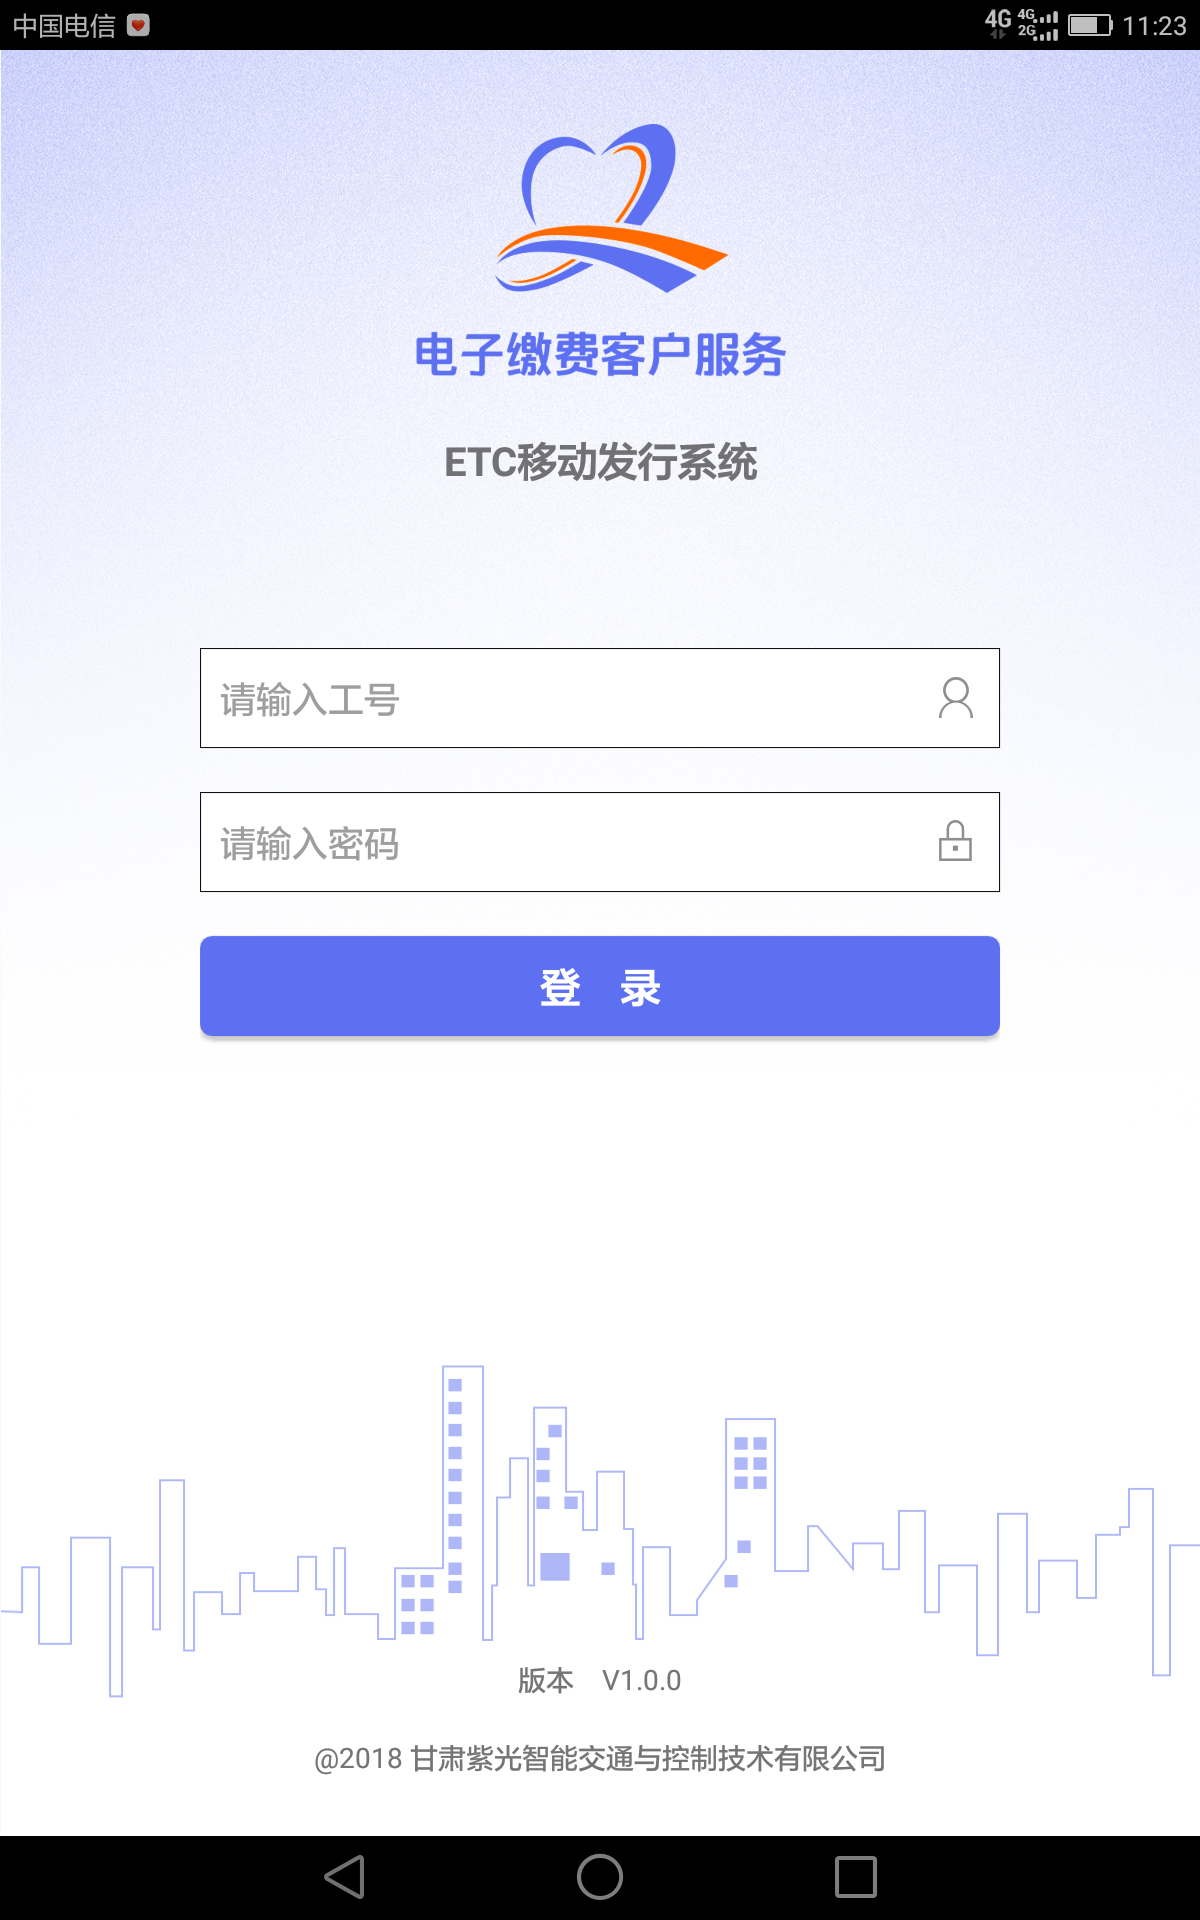 中国电信 4G 4G 2G 11:23
电子缴费客户服务
ETC移动发行系统
请输入工号
请输入密码
登 录
版本 V1.0.0
@2018 甘肃紫光智能交通与控制技术有限公司